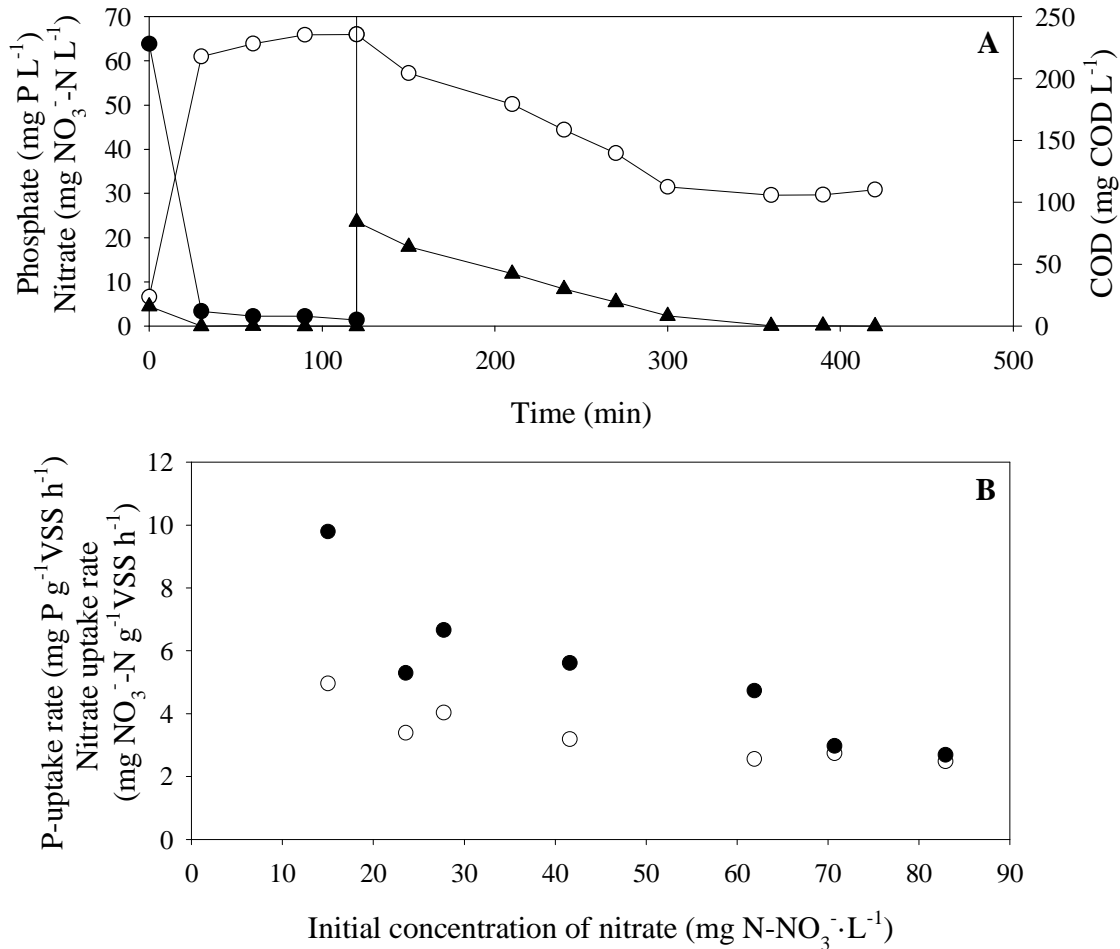 A
Phosphate (mg P L⁻¹)
Nitrate (mg NO₃⁻-N L⁻¹)
70
60
50
40
30
20
10
0
COD (mg COD L⁻¹)
250
200
150
100
50
0
0 100 200 300 400 500
Time (min)
B
P-uptake rate (mg P g⁻¹VSS h⁻¹)
Nitrate uptake rate
(mg NO₃⁻-N g⁻¹VSS h⁻¹)
12
10
8
6
4
2
0
0 10 20 30 40 50 60 70 80 90
Initial concentration of nitrate (mg N-NO₃⁻·L⁻¹)